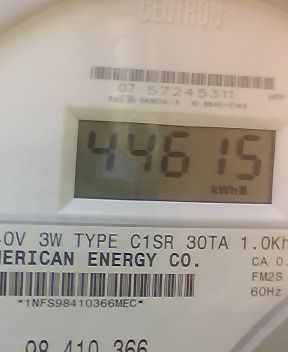 CENTRON
07 57245311
44615
kWh
0V 3W TYPE C1SR 30TA 1.0Kh
MERICAN ENERGY CO.
CA 0.
FM2S
60Hz
*1NFS98410366MEC*
98 410 366